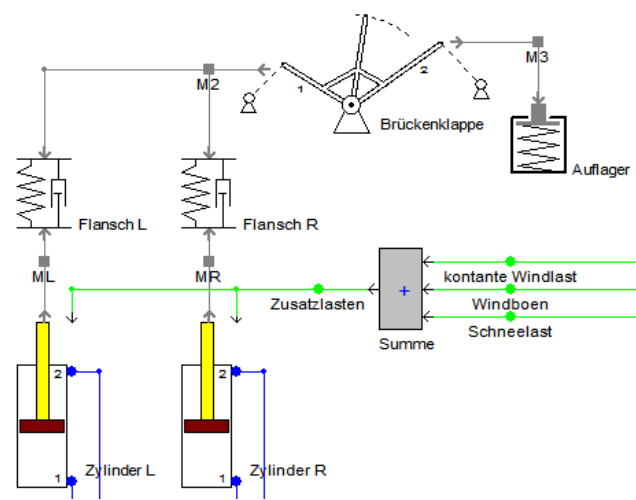 M3
M2
1
2
Brückenklappe
Auflager
Flansch L
Flansch R
ML
MR
kontante Windlast
Zusatzlasten
Windboen
+
Schneelast
Summe
2
2
1
Zylinder L
1
Zylinder R